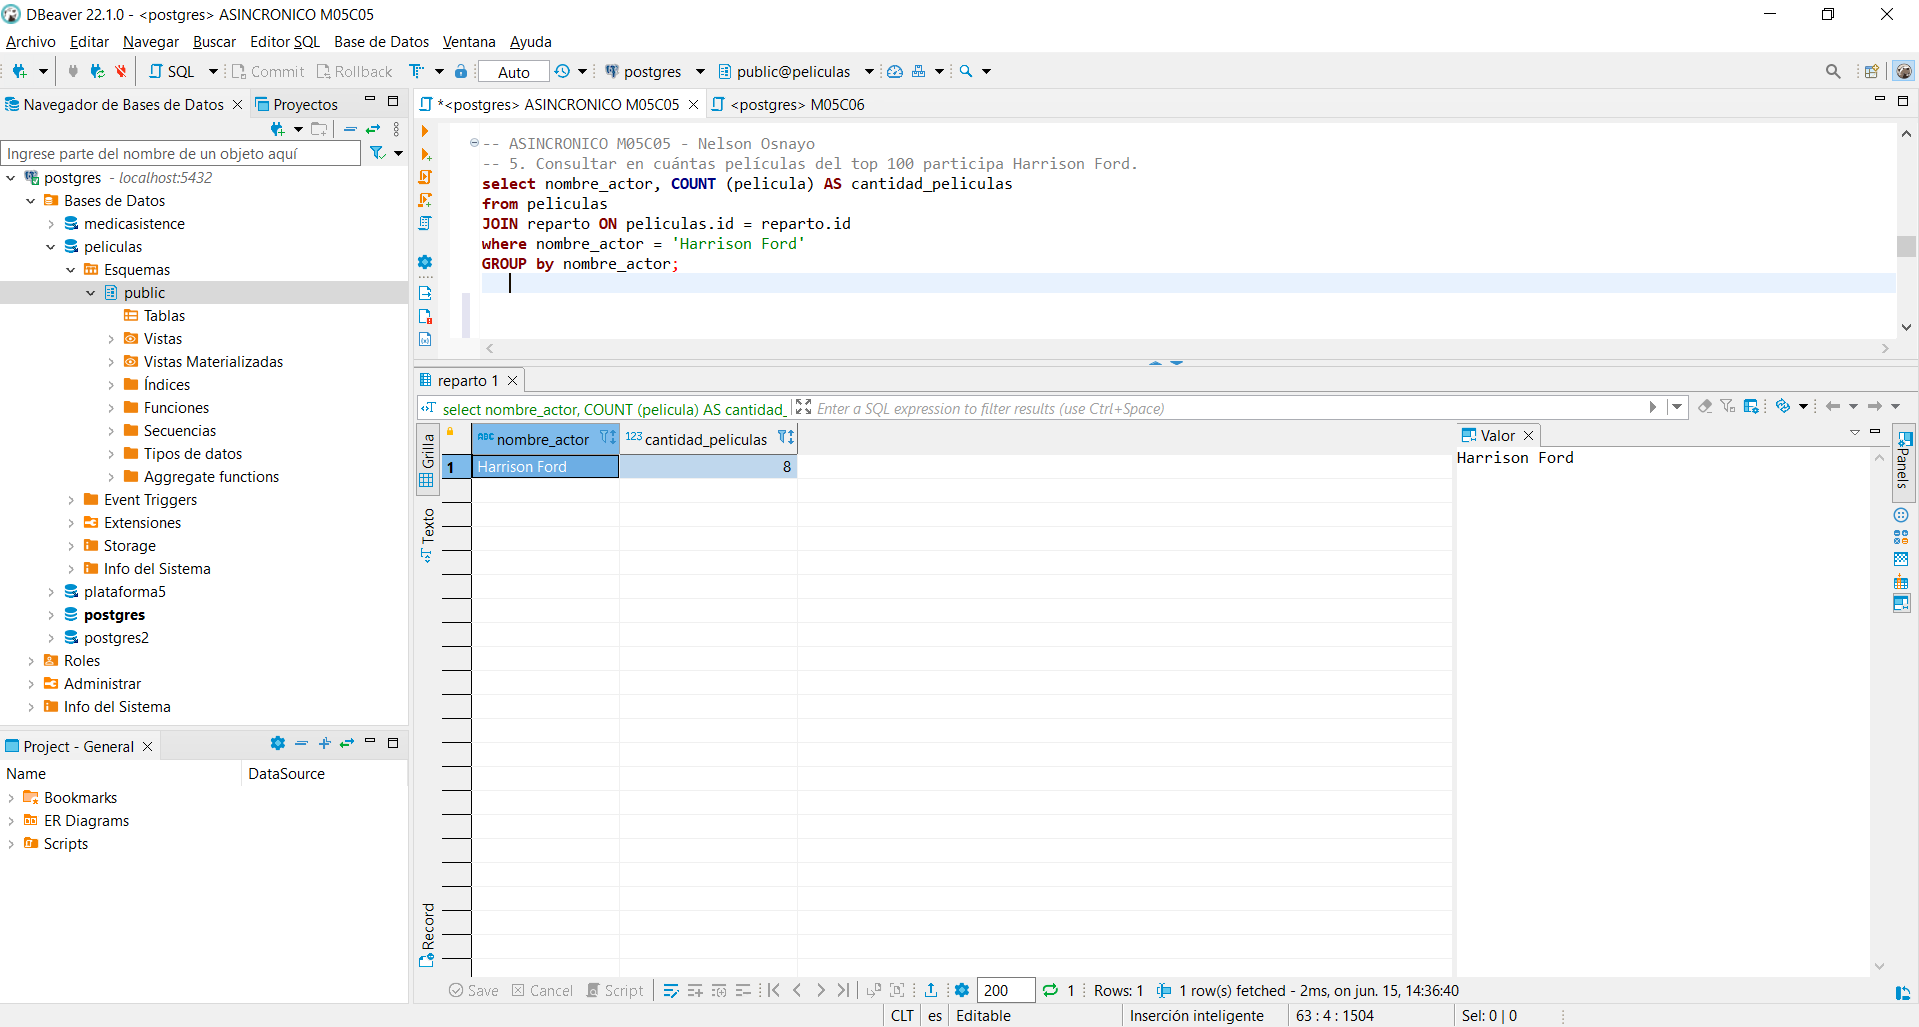 DBeaver 22.1.0 - <postgres> ASINCRONICO M05C05
Archivo Editar Navegar Buscar Editor SQL Base de Datos Ventana Ayuda
SQL Commit Rollback Auto postgres public@peliculas
Navegador de Bases de Datos Proyectos
Ingrese parte del nombre de un objeto aquí
postgres - localhost:5432
Bases de Datos
medicasistence
peliculas
Esquemas
public
Tablas
Vistas
Vistas Materializadas
Índices
Funciones
Secuencias
Tipos de datos
Aggregate functions
Event Triggers
Extensiones
Storage
Info del Sistema
plataforma5
postgres
postgres2
Roles
Administrar
Info del Sistema
Project - General
Name DataSource
Bookmarks
ER Diagrams
Scripts
*<postgres> ASINCRONICO M05C05 <postgres> M05C06
-- ASINCRONICO M05C05 - Nelson Osnayo
-- 5. Consultar en cuántas películas del top 100 participa Harrison Ford.
select nombre_actor, COUNT (pelicula) AS cantidad_peliculas
from peliculas
JOIN reparto ON peliculas.id = reparto.id
where nombre_actor = 'Harrison Ford'
GROUP by nombre_actor;
reparto 1
select nombre_actor, COUNT (pelicula) AS cantidad_ Enter a SQL expression to filter results (use Ctrl+Space)
Grilla
Texto
Record
ABC nombre_actor 123 cantidad_peliculas
1 Harrison Ford 8
Valor
Harrison Ford
Panels
Save Cancel Script 200 1 Rows: 1 1 row(s) fetched - 2ms, on jun. 15, 14:36:40
CLT es Editable Inserción inteligente 63 : 4 : 1504 Sel: 0 | 0